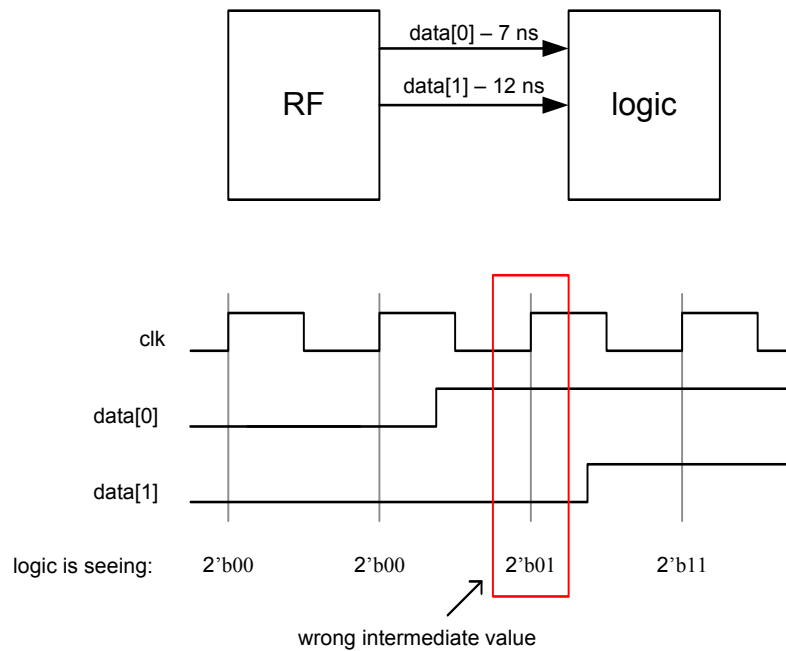 data[0] – 7 ns
data[1] – 12 ns
RF
logic
clk
data[0]
data[1]
logic is seeing: 2’b00 2’b00 2’b01 2’b11
wrong intermediate value